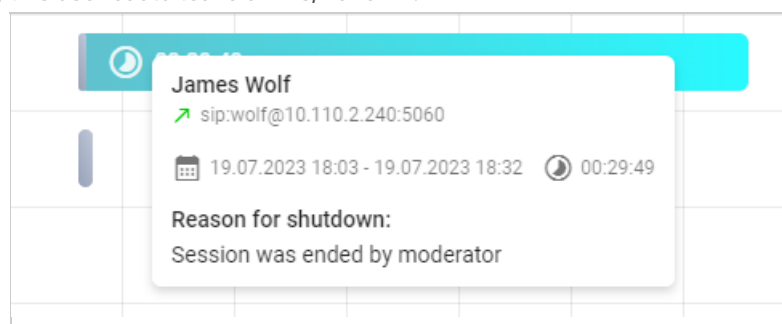 James Wolf
sip:wolf@10.110.2.240:5060
19.07.2023 18:03 - 19.07.2023 18:32 00:29:49
Reason for shutdown:
Session was ended by moderator